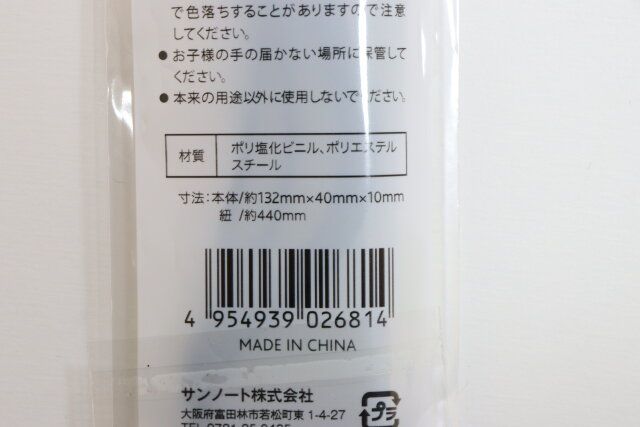 で色落ちすることがありますので注意
してください。
● お子様の手の届かない場所に保管して
ください。
● 本来の用途以外に使用しないでください。
材質 ポリ塩化ビニル、ポリエステル
スチール
寸法：本体/約132mm×40mm×10mm
紐 /約440mm
4 954939 026814
MADE IN CHINA
サンノート株式会社
大阪府富田林市若松町東 1-4-27
プラ
TEL